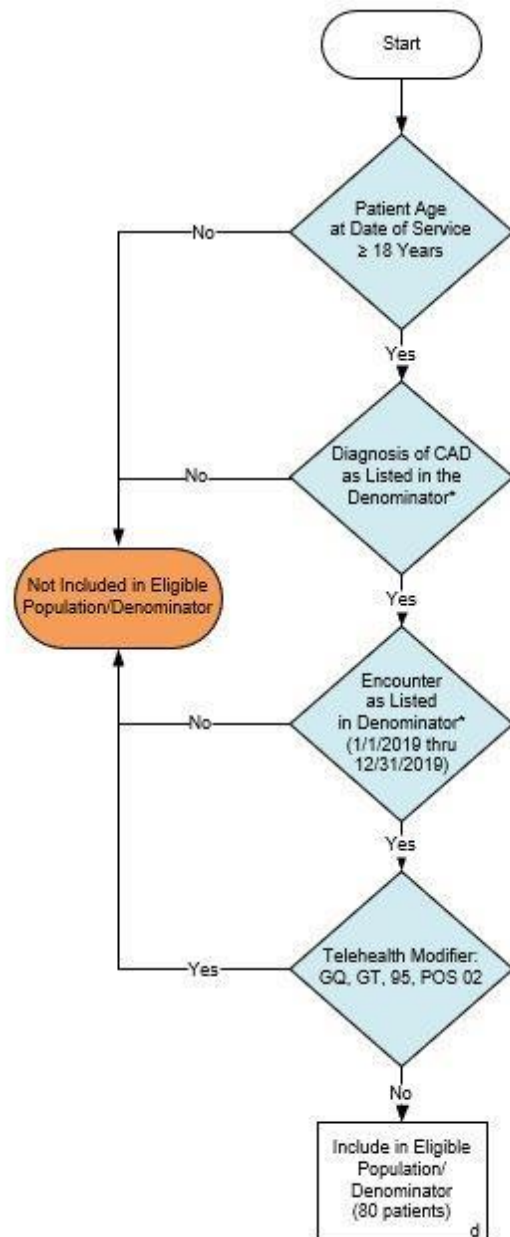 Start
Patient Age
at Date of Service
≥ 18 Years
No
Yes
Diagnosis of CAD
as Listed in the
Denominator*
No
Not Included in Eligible
Population/Denominator
Yes
Encounter
as Listed
in Denominator*
(1/1/2019 thru
12/31/2019)
No
Yes
Telehealth Modifier:
GQ, GT, 95, POS 02
Yes
No
Include in Eligible
Population/
Denominator
(80 patients)
d